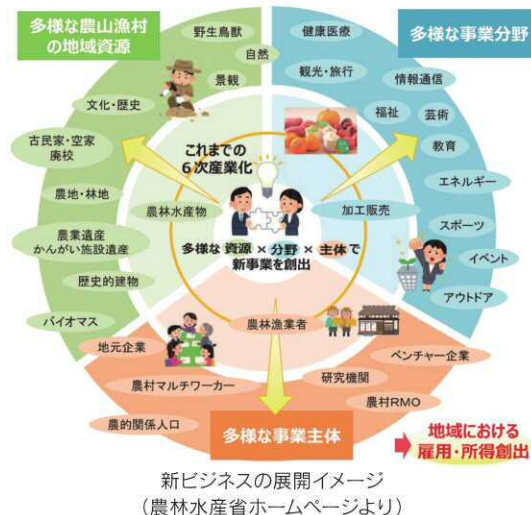 多様な農山漁村
の地域資源
野生鳥獣
自然
景観
文化・歴史
古民家・空家
廃校
農地・林地
農業遺産
かんがい施設遺産
歴史的建物
バイオマス
農林水産物
多様な事業分野
健康医療
観光・旅行
情報通信
福祉
芸術
教育
エネルギー
スポーツ
イベント
アウトドア
加工販売
これまでの
6次産業化
多様な資源×分野×主体で
新事業を創出
農林漁業者
地元企業
農村マルチワーカー
農的関係人口
ベンチャー企業
研究機関
農村RMO
多様な事業主体
地域における
雇用・所得創出
新ビジネスの展開イメージ
(農林水産省ホームページより)